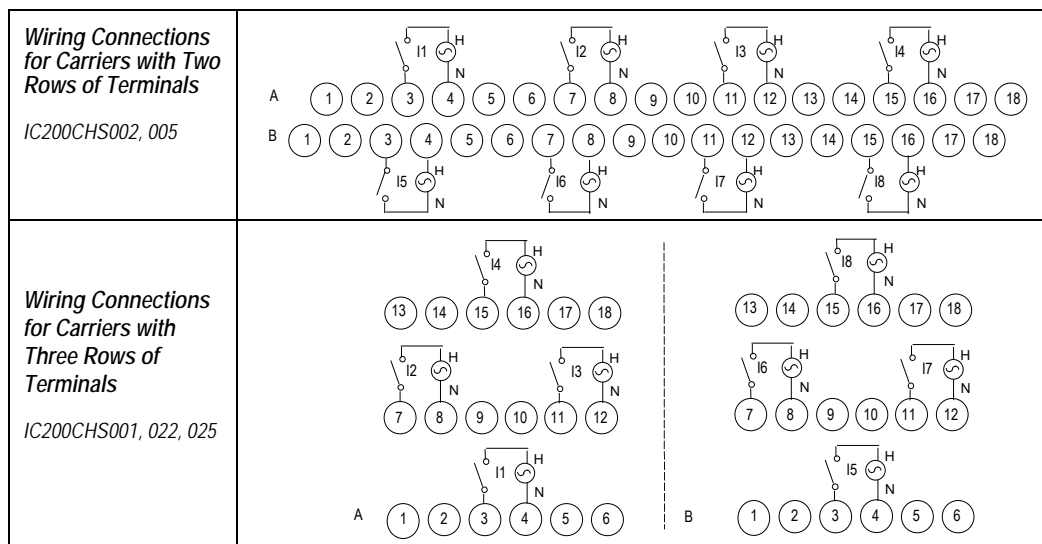 Wiring Connections
for Carriers with Two
Rows of Terminals
IC200CHS002, 005
I1 H I2 H I3 H I4 H
N N N N
A 1 2 3 4 5 6 7 8 9 10 11 12 13 14 15 16 17 18
B 1 2 3 4 5 6 7 8 9 10 11 12 13 14 15 16 17 18
I5 H I6 H I7 H I8 H
N N N N
Wiring Connections
for Carriers with
Three Rows of
Terminals
IC200CHS001, 022, 025
I4 H
N
13 14 15 16 17 18
I2 H I3 H
N N
7 8 9 10 11 12
I1 H
N
A 1 2 3 4 5 6
I8 H
N
13 14 15 16 17 18
I6 H I7 H
N N
7 8 9 10 11 12
I5 H
N
B 1 2 3 4 5 6